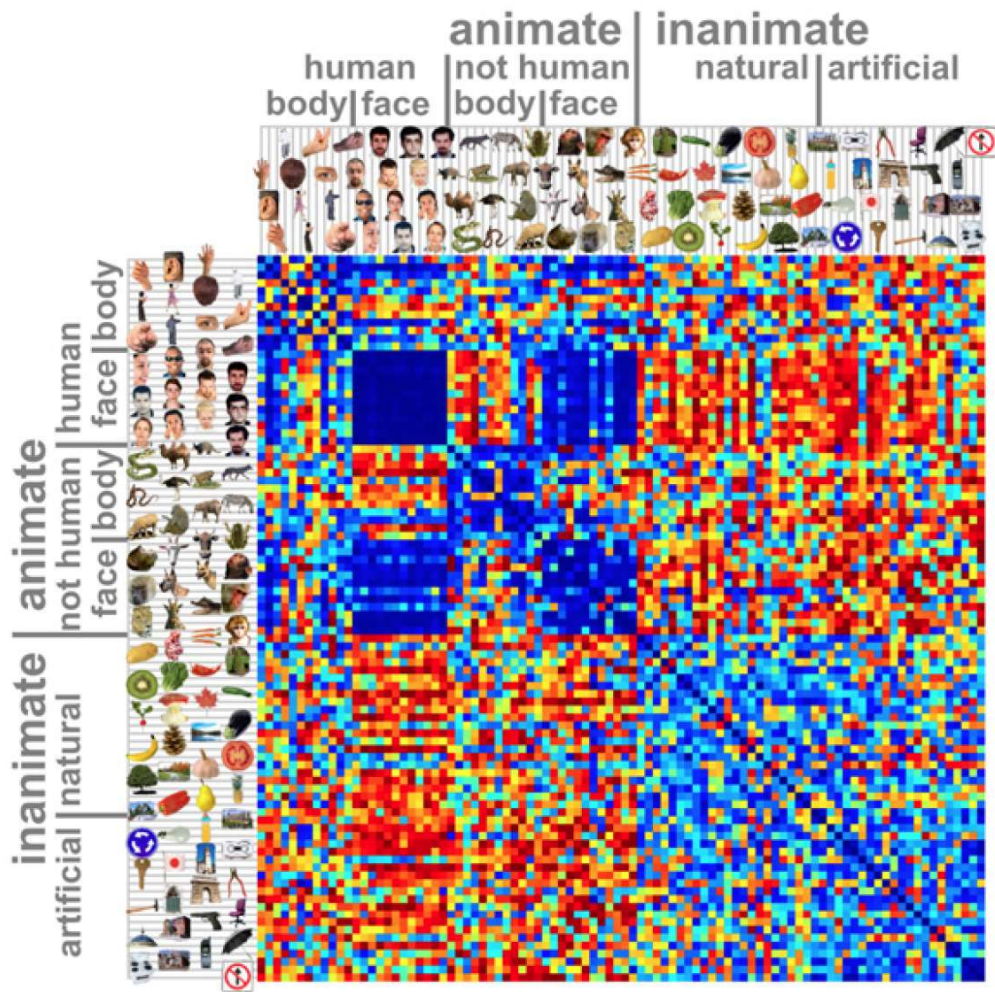 animate inanimate
human not human natural artificial
body face body face
inanimate animate
artificial natural not human human
face body face body